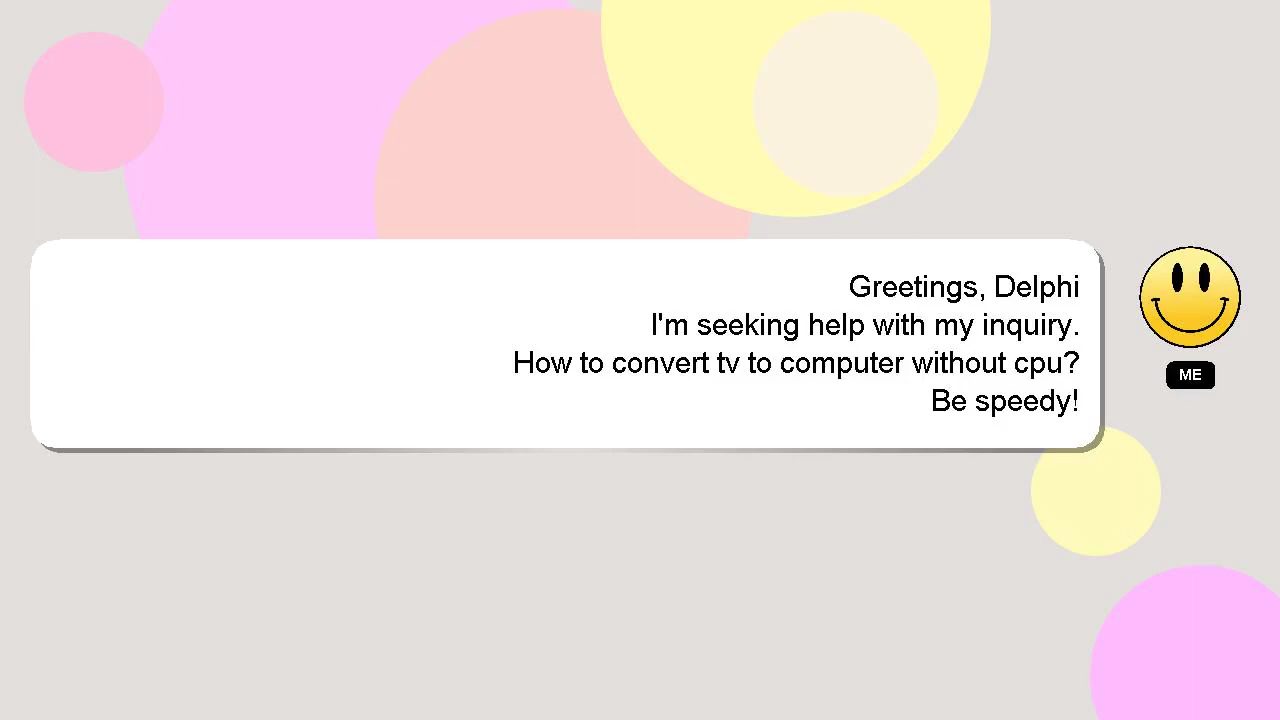 Greetings, Delphi
I'm seeking help with my inquiry.
How to convert tv to computer without cpu?
Be speedy!
ME